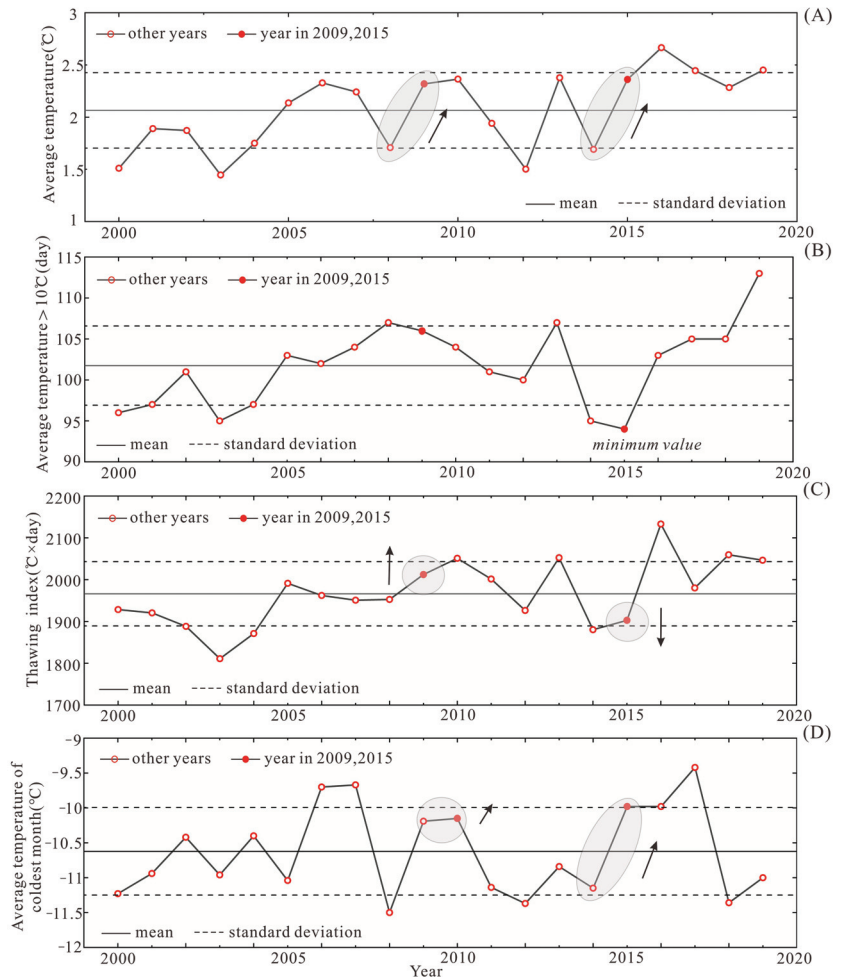 (A)
Average temperature(℃)
3
2.5
2
1.5
1
other years
year in 2009,2015
mean
standard deviation
2000
2005
2010
2015
2020
(B)
Average temperature>10℃(day)
115
110
105
100
95
90
other years
year in 2009,2015
mean
standard deviation
minimum value
2000
2005
2010
2015
2020
(C)
Thawing index(℃×day)
2200
2100
2000
1900
1800
1700
other years
year in 2009,2015
mean
standard deviation
2000
2005
2010
2015
2020
(D)
Average temperature of
coldest month(℃)
-9
-9.5
-10
-10.5
-11
-11.5
-12
other years
year in 2009,2015
mean
standard deviation
2000
2005
2010
2015
2020
Year